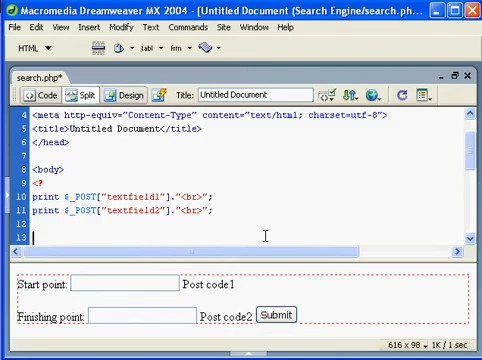 Macromedia Dreamweaver MX 2004 - [Untitled Document (Search Engine/search.ph...
File Edit View Insert Modify Text Commands Site Window Help
HTML tabl frm
search.php*
Code Split Design Title: Untitled Document
4 <meta http-equiv="Content-Type" content="text/html; charset=utf-8">
5 <title>Untitled Document</title>
6 </head>
7
8 <body>
9 <?
10 print $_POST["textfield1"]."<br>";
11 print $_POST["textfield2"]."<br>";
12
13
Start point: Post code1
Finishing point: Post code2 Submit
616 x 98 1K / 1 sec